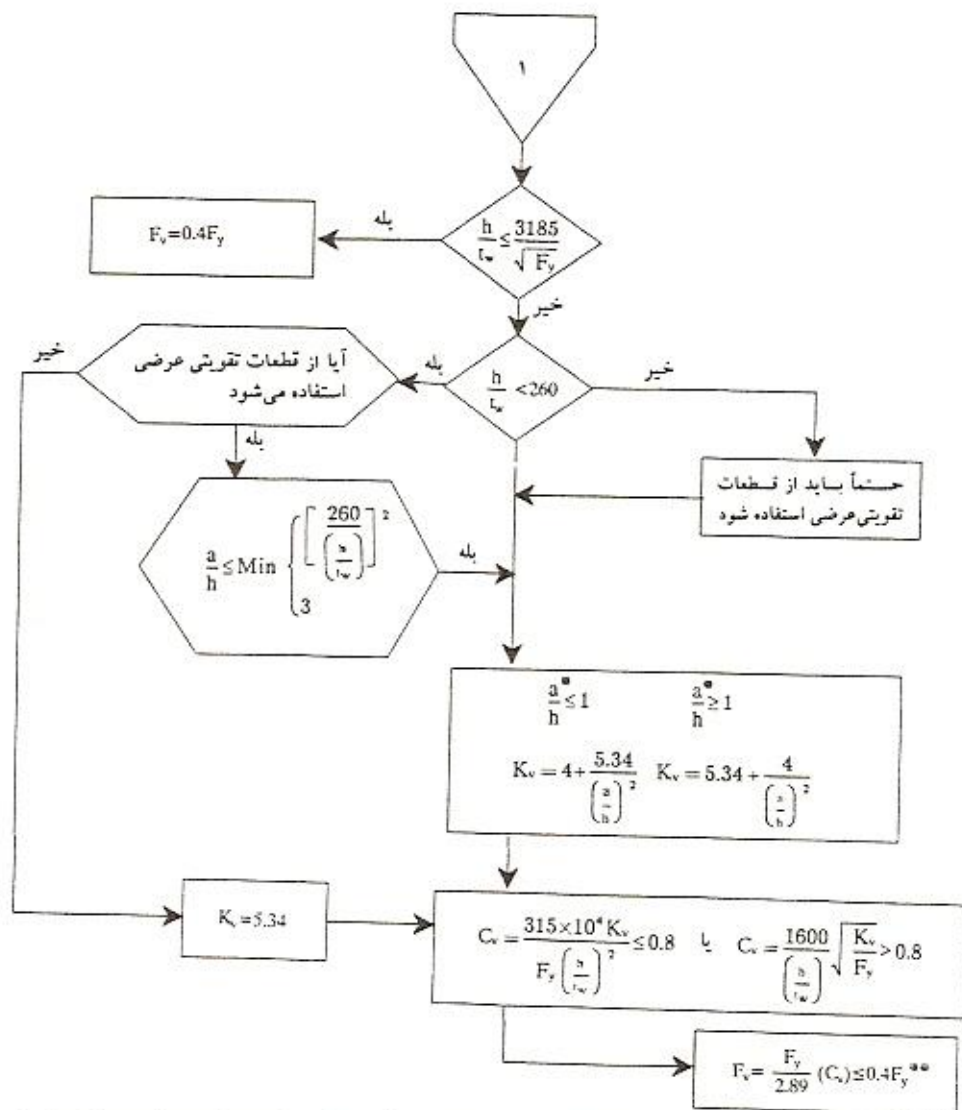 ۱
h/t_w ≤ 3185/√F_y
بله
F_v=0.4F_y
خیر
h/t_w <260
بله
خیر
آیا از قطعات تقویتی عرضی
استفاده می‌شود
خیر
بله
حتماً باید از قطعات
تقویتی عرضی استفاده شود
a/h ≤ Min { [260/(h/t_w)]²
3
بله
a/h* ≤ 1 a/h* ≥ 1
K_v = 4+ 5.34/(a/h)² K_v = 5.34+ 4/(a/h)²
K_v =5.34
C_v = 315×10⁴ K_v / F_y (h/t_w)² ≤ 0.8 یا C_v = 1600/(h/t_w) √(K_v/F_y) > 0.8
F_v = F_y/2.89 (C_v) ≤ 0.4F_y**